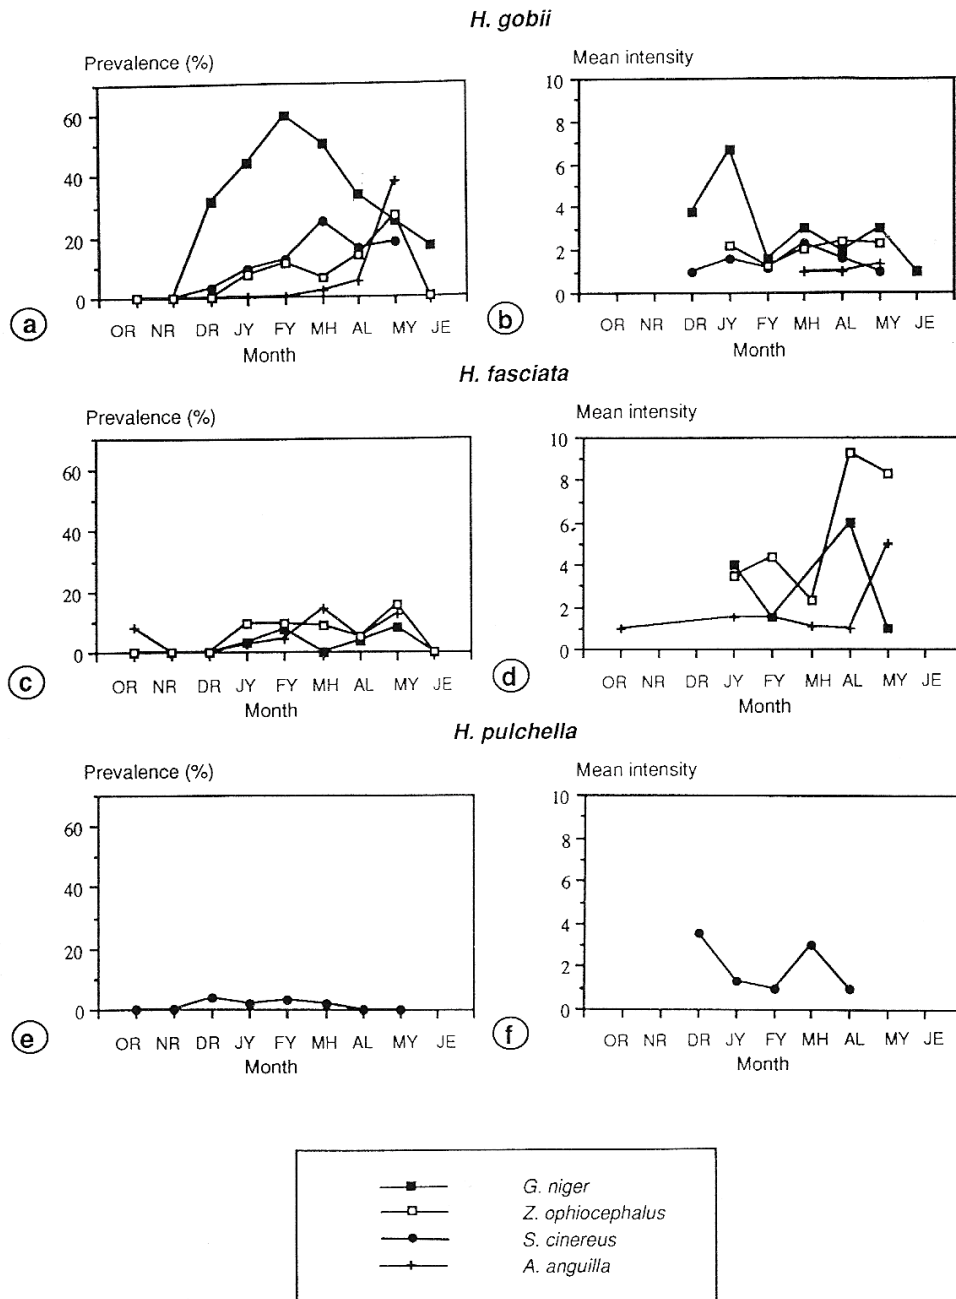 H. gobii
Prevalence (%)
60
40
20
0
OR NR DR JY FY MH AL MY JE
Month
a
Mean intensity
10
8
6
4
2
0
OR NR DR JY FY MH AL MY JE
Month
b
H. fasciata
Prevalence (%)
60
40
20
0
OR NR DR JY FY MH AL MY JE
Month
c
Mean intensity
10
8
6
4
2
0
OR NR DR JY FY MH AL MY JE
Month
d
H. pulchella
Prevalence (%)
60
40
20
0
OR NR DR JY FY MH AL MY JE
Month
e
Mean intensity
10
8
6
4
2
0
OR NR DR JY FY MH AL MY JE
Month
f
G. niger
Z. ophiocephalus
S. cinereus
A. anguilla